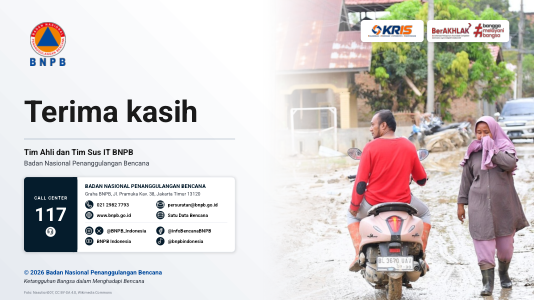 BNPB
KRIS
BerAKHLAK
#bangga
melayani
bangsa
Terima kasih
Tim Ahli dan Tim Sus IT BNPB
Badan Nasional Penanggulangan Bencana
CALL CENTER
117
BADAN NASIONAL PENANGGULANGAN BENCANA
Graha BNPB, Jl. Pramuka Kav. 38, Jakarta Timur 13120
021 2982 7793
persuratan@bnpb.go.id
www.bnpb.go.id
Satu Data Bencana
@BNPB_Indonesia
@InfoBencanaBNPB
BNPB Indonesia
@bnpbindonesia
© 2026 Badan Nasional Penanggulangan Bencana
Ketangguhan Bangsa dalam Menghadapi Bencana